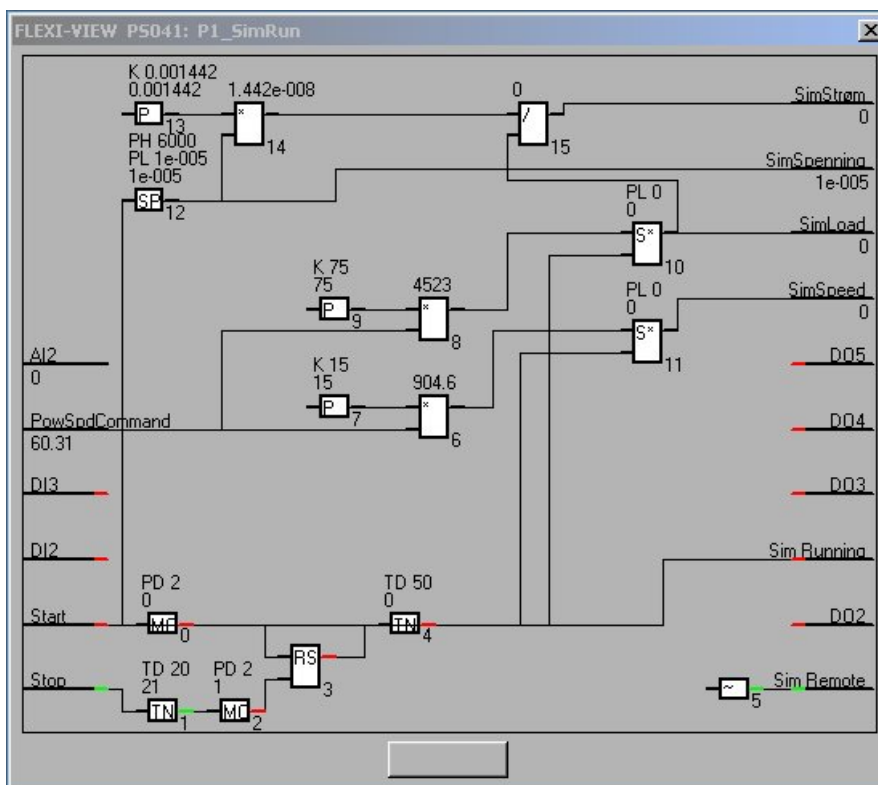 FLEXI-VIEW PS041: P1_SimRun
K 0.001442
0.001442
1.442e-008
0
SimStrøm
0
P
13
*
14
/
15
PH 6000
PL 1e-005
1e-005
SimSpenning
1e-005
SP
12
PL 0
0
SimLoad
0
S*
10
K 75
75
4523
PL 0
0
SimSpeed
0
P
9
*
8
S*
11
AI2
0
DO5
K 15
15
904.6
P
7
*
6
PowSpdCommand
60.31
DO4
DI3
DO3
DI2
Sim Running
PD 2
0
TD 50
0
Start
0
TN
4
DO2
RS
3
Stop
TD 20
21
PD 2
1
TN
1
2
~
5
Sim Remote